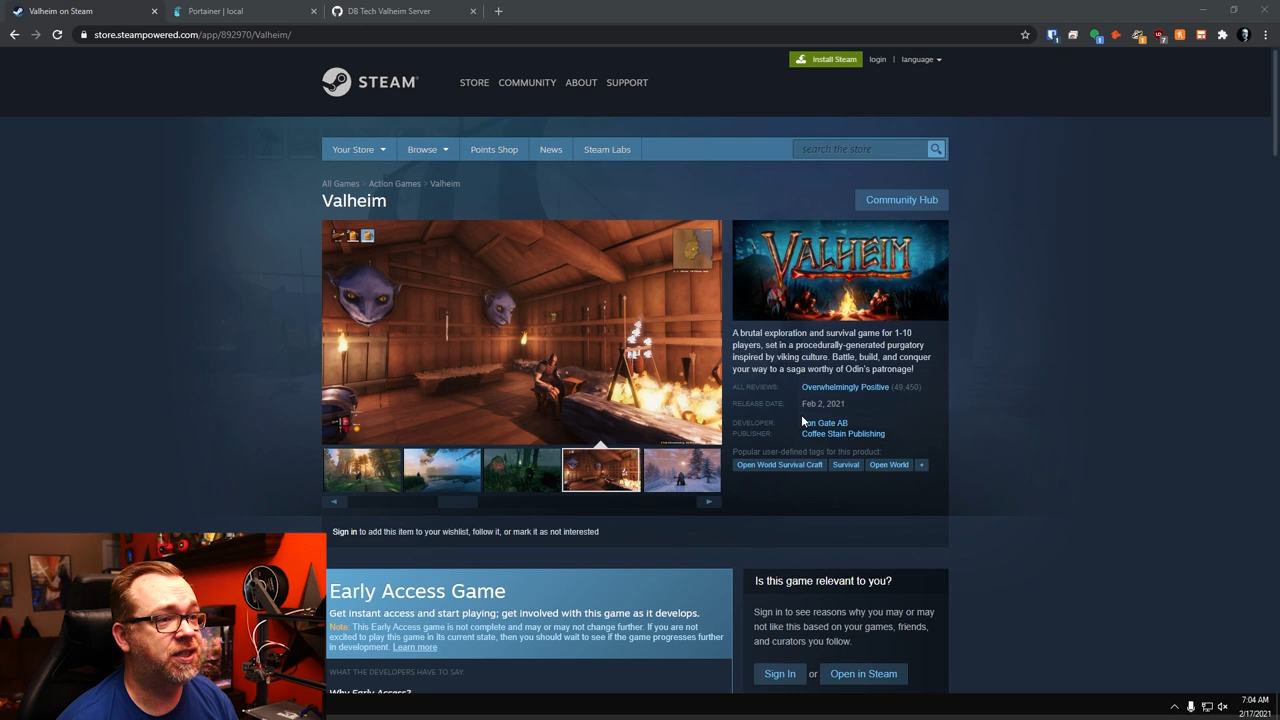 Valheim on Steam
Portainer | local
DB Tech Valheim Server
store.steampowered.com/app/892970/Valheim/
Install Steam
login | language
STEAM
STORE COMMUNITY ABOUT SUPPORT
Your Store Browse Points Shop News Steam Labs
search the store
All Games > Action Games > Valheim
Valheim
Community Hub
VALHEIM
A brutal exploration and survival game for 1-10
players, set in a procedurally-generated purgatory
inspired by viking culture. Battle, build, and conquer
your way to a saga worthy of Odin's patronage!
ALL REVIEWS: Overwhelmingly Positive (49,450)
RELEASE DATE: Feb 2, 2021
DEVELOPER: on Gate AB
PUBLISHER: Coffee Stain Publishing
Popular user-defined tags for this product:
Open World Survival Craft Survival Open World +
Sign in to add this item to your wishlist, follow it, or mark it as not interested
Early Access Game
Get instant access and start playing; get involved with this game as it develops.
Note: This Early Access game is not complete and may or may not change further. If you are
not excited to play this game in its current state, then you should wait to see if the game progresses further
in development. Learn more
WHAT THE DEVELOPERS HAVE TO SAY:
Why Early Access?
Is this game relevant to you?
Sign in to see reasons why you may or may
not like this based on your games, friends,
and curators you follow.
Sign In or Open in Steam
7:04 AM
2/17/2021